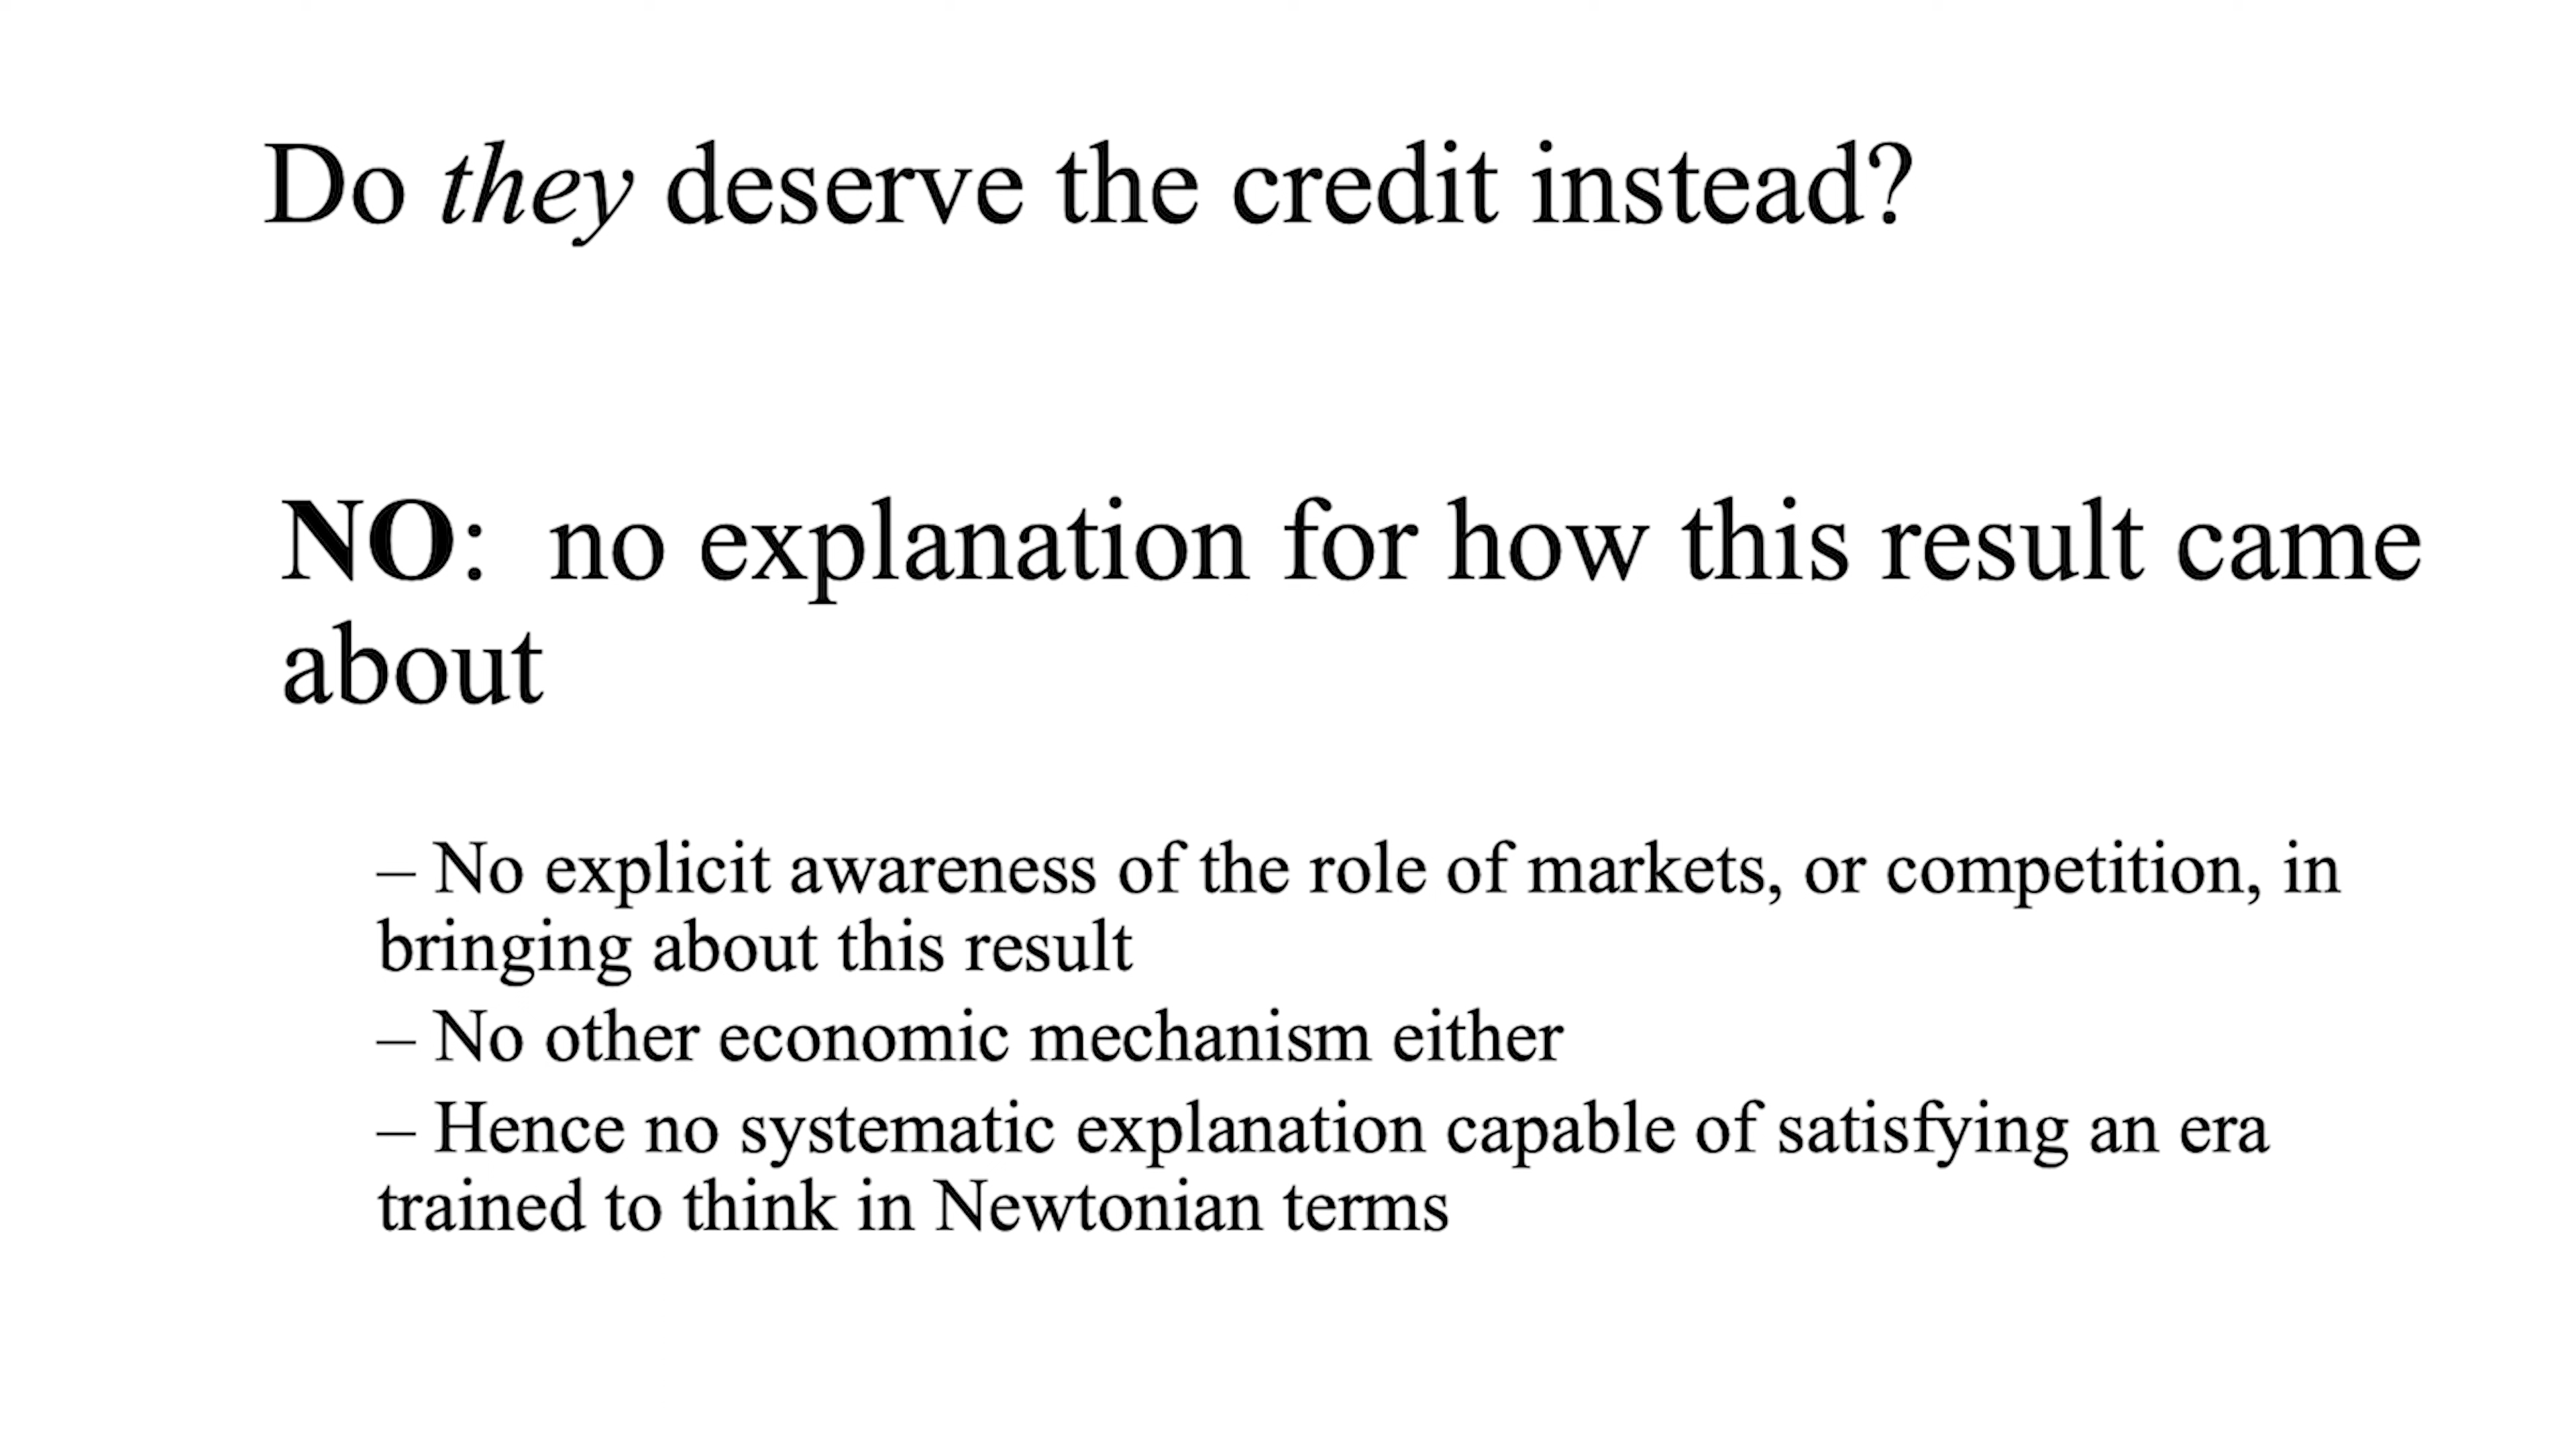 Do they deserve the credit instead?
NO: no explanation for how this result came
about
– No explicit awareness of the role of markets, or competition, in
bringing about this result
– No other economic mechanism either
– Hence no systematic explanation capable of satisfying an era
trained to think in Newtonian terms